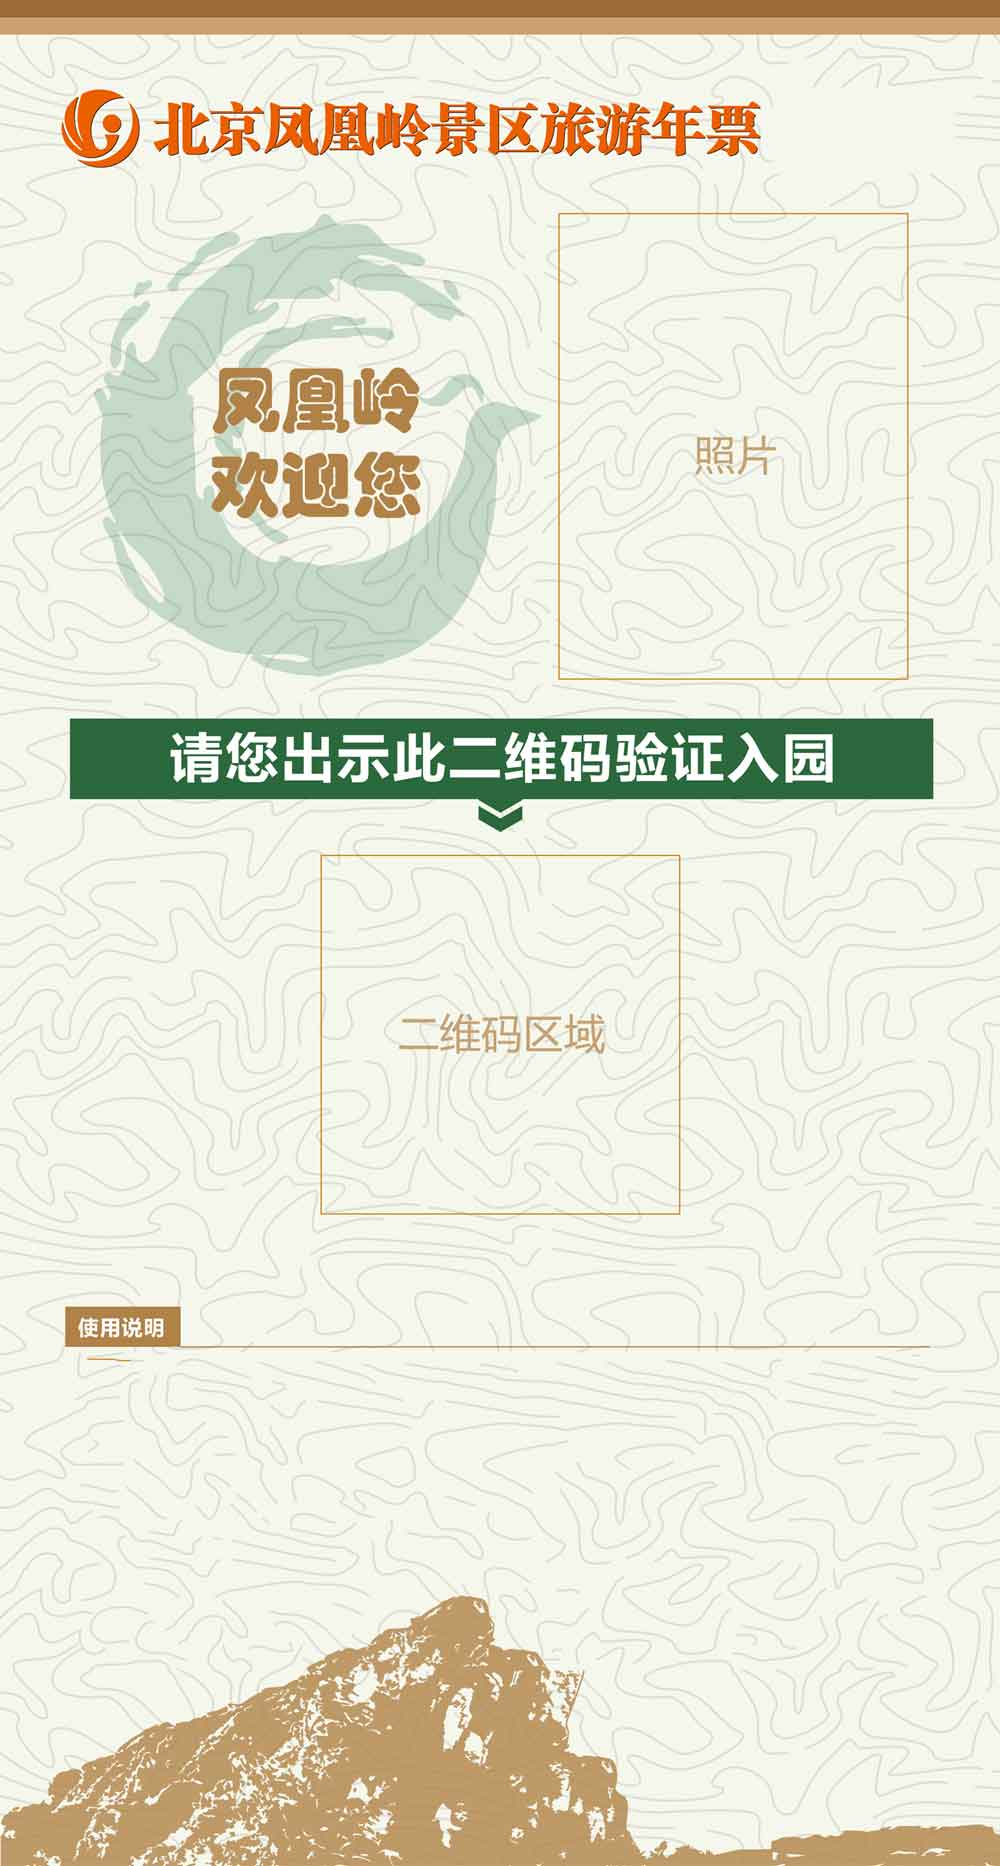 北京凤凰岭景区旅游年票
凤凰岭
欢迎您
照片
请您出示此二维码验证入园
二维码区域
使用说明